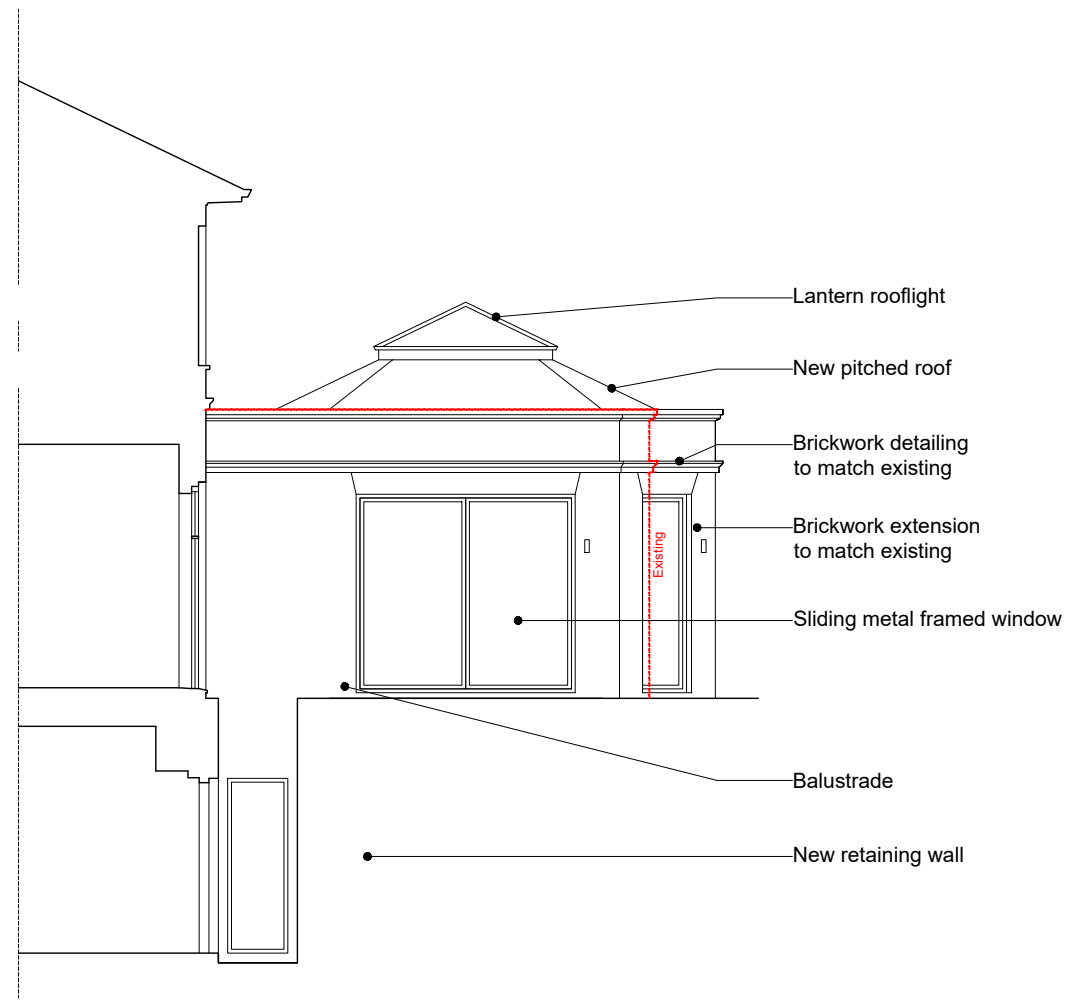 Lantern rooflight
New pitched roof
Brickwork detailing
to match existing
Brickwork extension
to match existing
Existing
Sliding metal framed window
Balustrade
New retaining wall